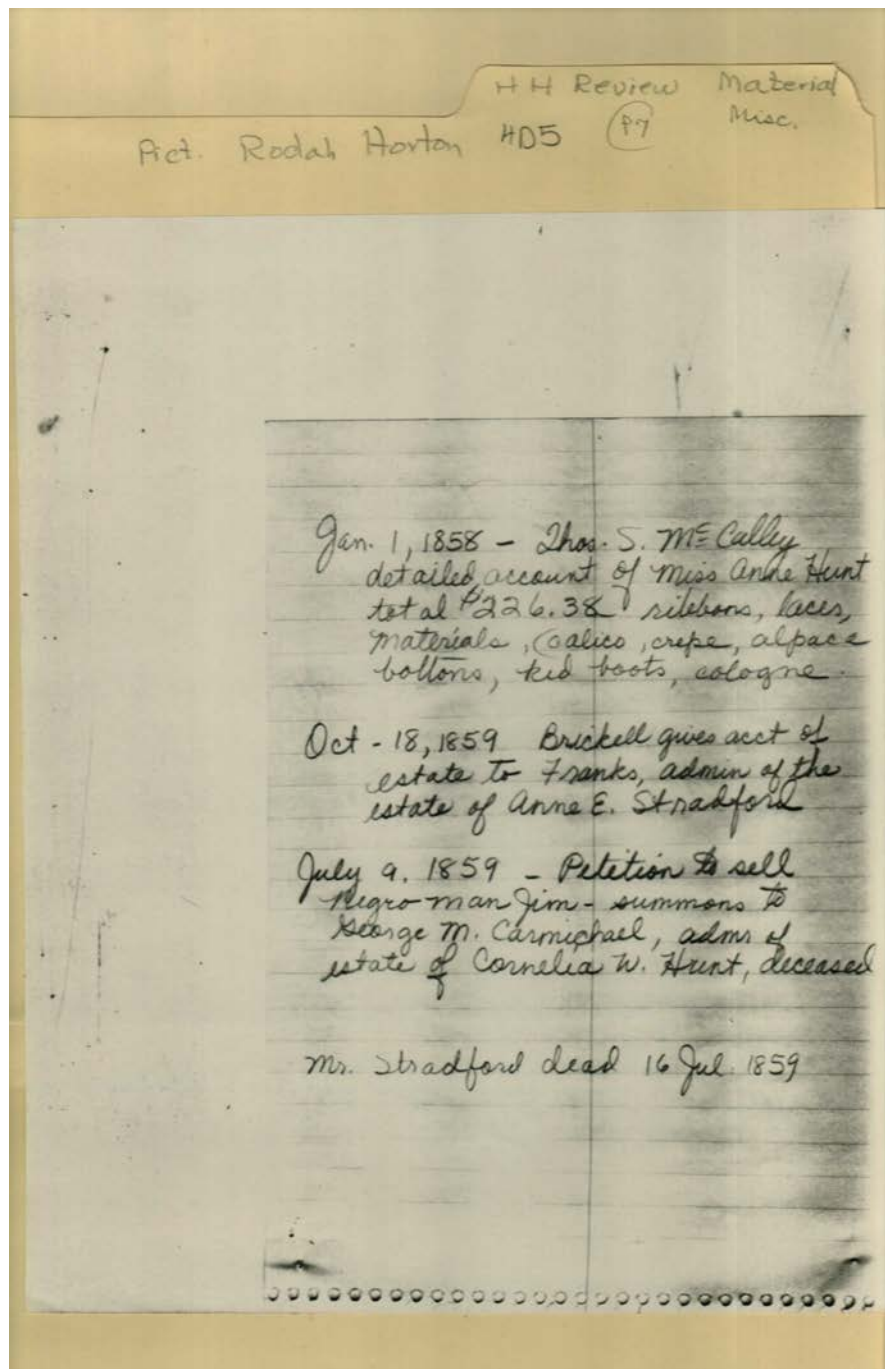 HH Review Material
Misc.
Pict. Rodah Horton HD5 P7
Jan. 1, 1858 - Thos. S. McCalley
detailed account of Miss Anne Hunt
total $226.38 ribbons, laces,
materials, calico, crepe, alpaca
bottons, kid boots, cologne.
Oct - 18, 1859 Brickell gives acct of
estate to Franks, admin of the
estate of Anne E. Stradford
July 9. 1859 - Petition to sell
Negro man Jim - summons to
George M. Carmichael, admr of
estate of Cornelia W. Hunt, deceased
Mr. Stradford dead 16 Jul. 1859